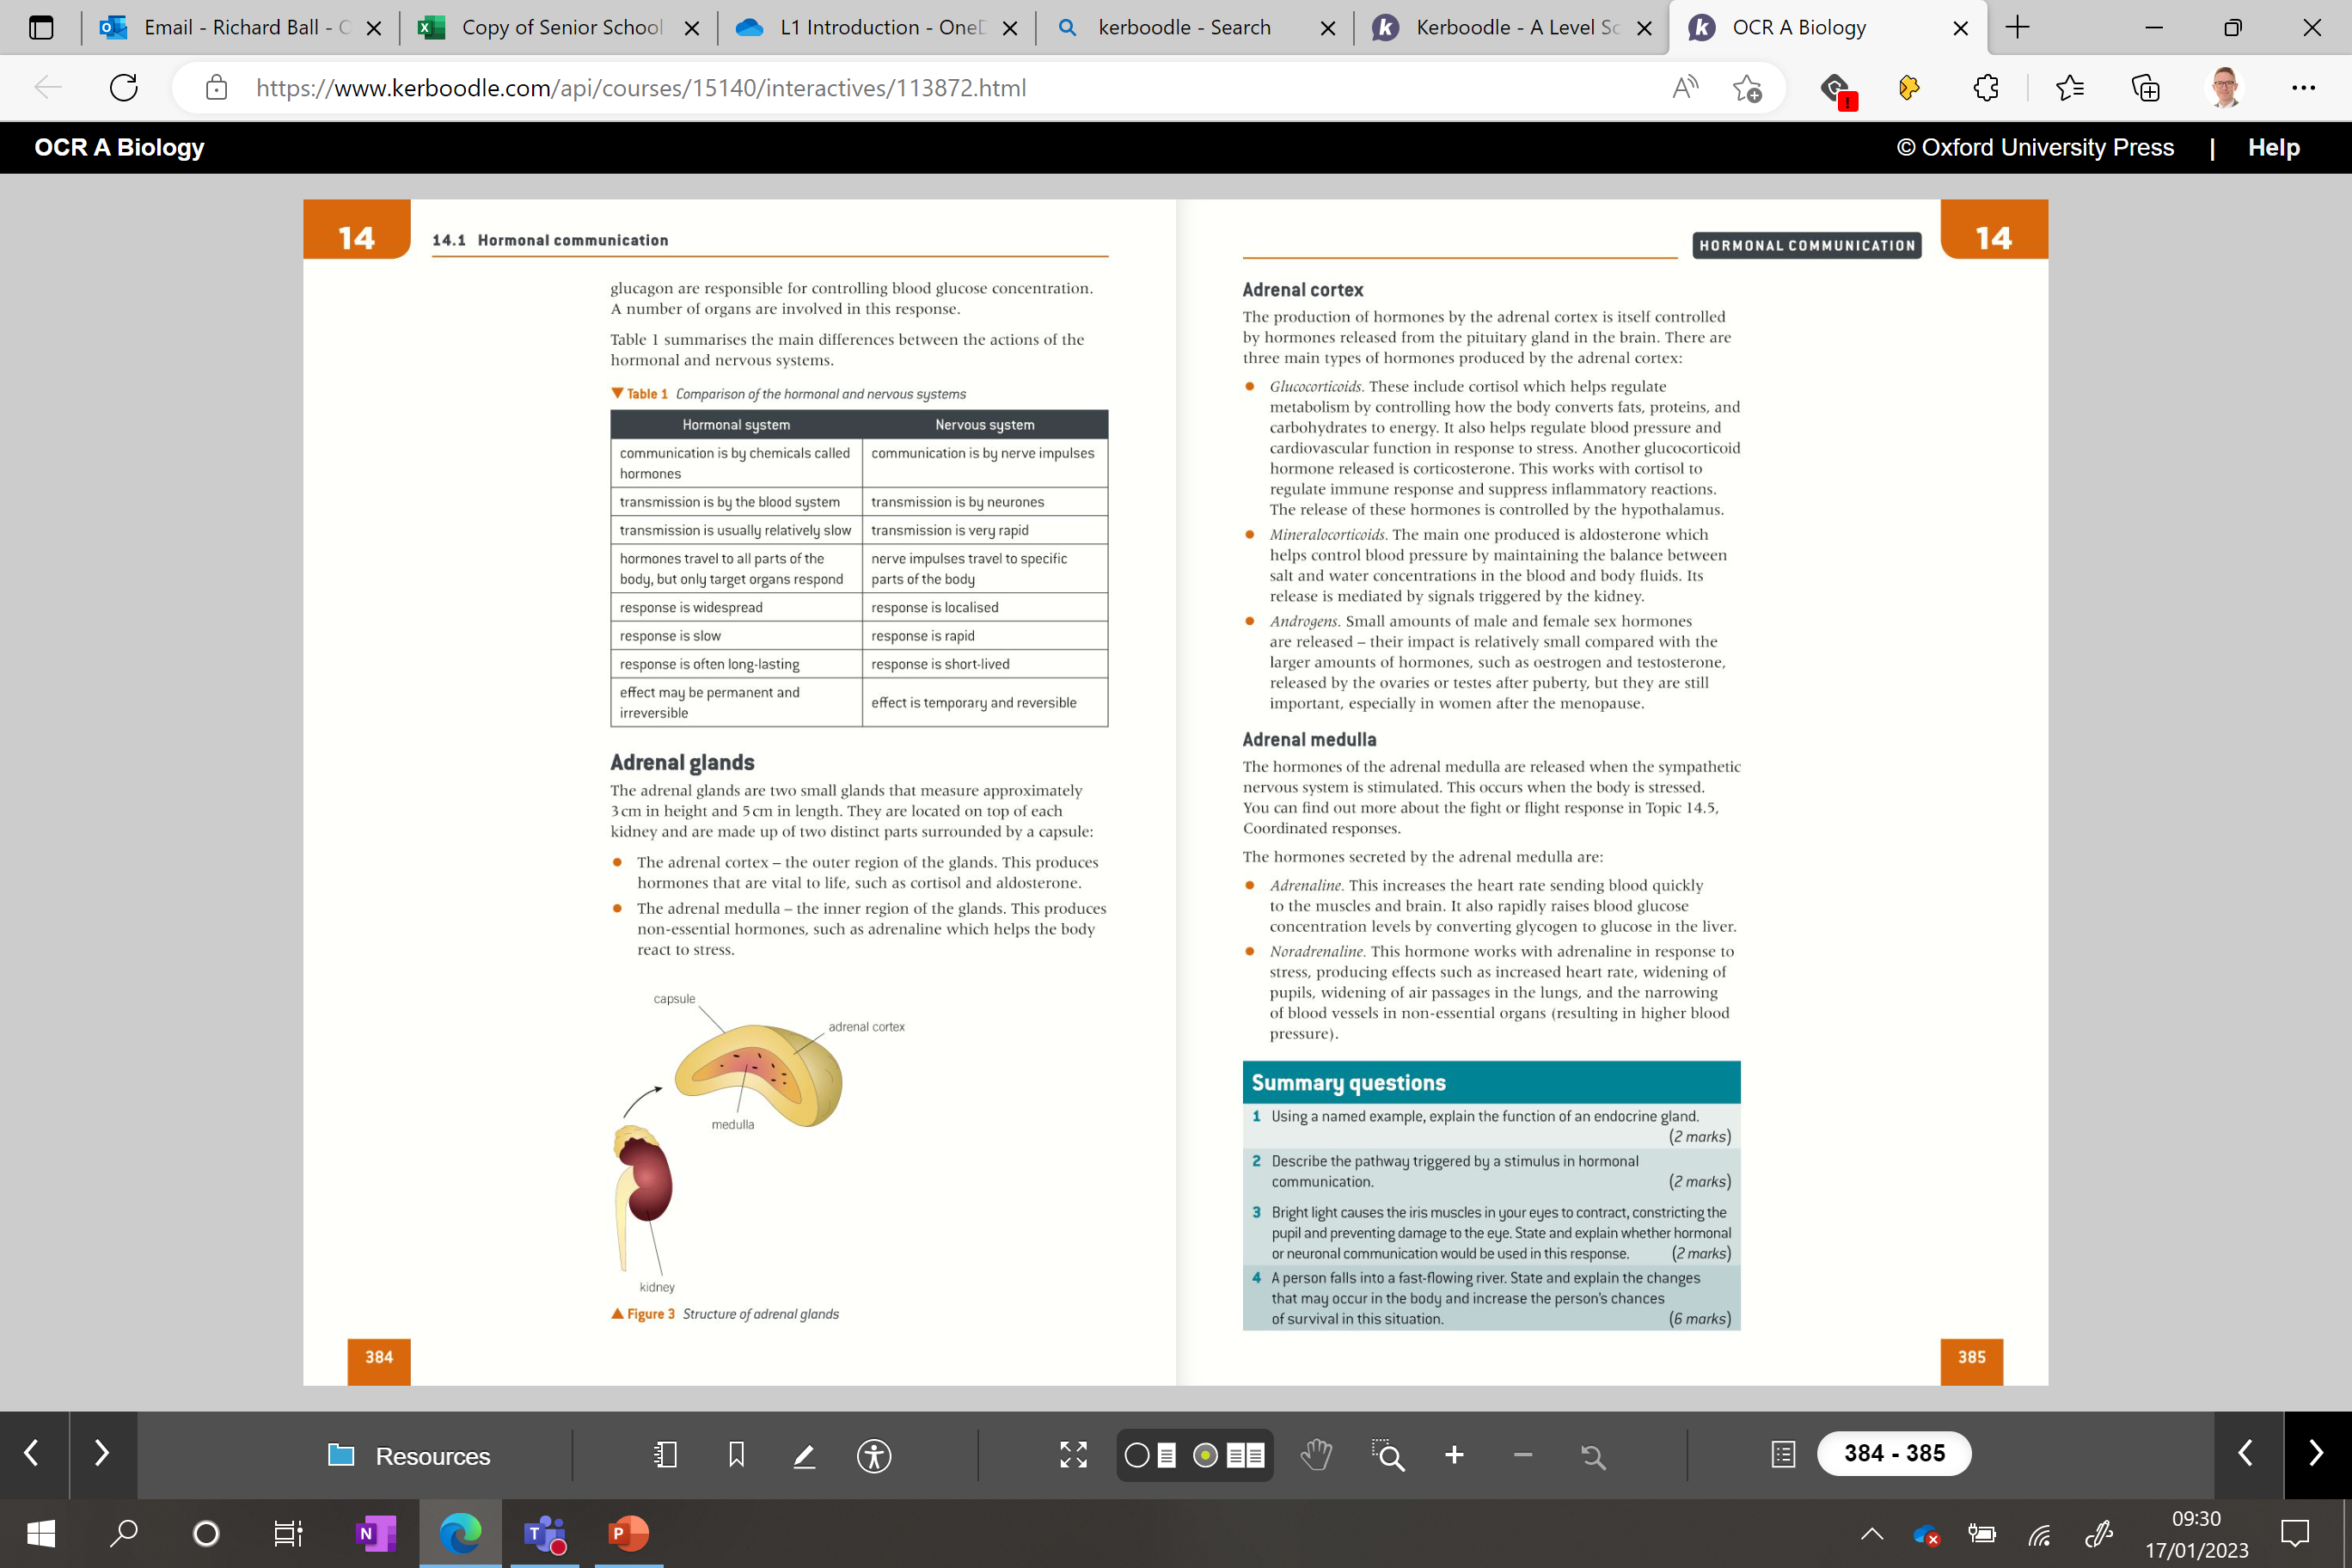 Email - Richard Ball - 
Copy of Senior School
L1 Introduction - One
kerboodle - Search
Kerboodle - A Level Sc
OCR A Biology
https://www.kerboodle.com/api/courses/15140/interactives/113872.html
OCR A Biology
© Oxford University Press | Help
14
14.1 Hormonal communication
glucagon are responsible for controlling blood glucose concentration.
A number of organs are involved in this response.
Table 1 summarises the main differences between the actions of the
hormonal and nervous systems.
▼ Table 1 Comparison of the hormonal and nervous systems
Hormonal system
Nervous system
communication is by chemicals called
hormones
communication is by nerve impulses
transmission is by the blood system
transmission is by neurones
transmission is usually relatively slow
transmission is very rapid
hormones travel to all parts of the
body, but only target organs respond
nerve impulses travel to specific
parts of the body
response is widespread
response is localised
response is slow
response is rapid
response is often long-lasting
response is short-lived
effect may be permanent and
irreversible
effect is temporary and reversible
Adrenal glands
The adrenal glands are two small glands that measure approximately
3 cm in height and 5 cm in length. They are located on top of each
kidney and are made up of two distinct parts surrounded by a capsule:
● The adrenal cortex – the outer region of the glands. This produces
hormones that are vital to life, such as cortisol and aldosterone.
● The adrenal medulla – the inner region of the glands. This produces
non-essential hormones, such as adrenaline which helps the body
react to stress.
capsule
adrenal cortex
medulla
kidney
▲ Figure 3 Structure of adrenal glands
384
HORMONAL COMMUNICATION
14
Adrenal cortex
The production of hormones by the adrenal cortex is itself controlled
by hormones released from the pituitary gland in the brain. There are
three main types of hormones produced by the adrenal cortex:
● Glucocorticoids. These include cortisol which helps regulate
metabolism by controlling how the body converts fats, proteins, and
carbohydrates to energy. It also helps regulate blood pressure and
cardiovascular function in response to stress. Another glucocorticoid
hormone released is corticosterone. This works with cortisol to
regulate immune response and suppress inflammatory reactions.
The release of these hormones is controlled by the hypothalamus.
● Mineralocorticoids. The main one produced is aldosterone which
helps control blood pressure by maintaining the balance between
salt and water concentrations in the blood and body fluids. Its
release is mediated by signals triggered by the kidney.
● Androgens. Small amounts of male and female sex hormones
are released – their impact is relatively small compared with the
larger amounts of hormones, such as oestrogen and testosterone,
released by the ovaries or testes after puberty, but they are still
important, especially in women after the menopause.
Adrenal medulla
The hormones of the adrenal medulla are released when the sympathetic
nervous system is stimulated. This occurs when the body is stressed.
You can find out more about the fight or flight response in Topic 14.5,
Coordinated responses.
The hormones secreted by the adrenal medulla are:
● Adrenaline. This increases the heart rate sending blood quickly
to the muscles and brain. It also rapidly raises blood glucose
concentration levels by converting glycogen to glucose in the liver.
● Noradrenaline. This hormone works with adrenaline in response to
stress, producing effects such as increased heart rate, widening of
pupils, widening of air passages in the lungs, and the narrowing
of blood vessels in non-essential organs (resulting in higher blood
pressure).
Summary questions
1 Using a named example, explain the function of an endocrine gland.
(2 marks)
2 Describe the pathway triggered by a stimulus in hormonal
communication. (2 marks)
3 Bright light causes the iris muscles in your eyes to contract, constricting the
pupil and preventing damage to the eye. State and explain whether hormonal
or neuronal communication would be used in this response. (2 marks)
4 A person falls into a fast-flowing river. State and explain the changes
that may occur in the body and increase the person's chances
of survival in this situation. (6 marks)
385
Resources
384 - 385
09:30
17/01/2023